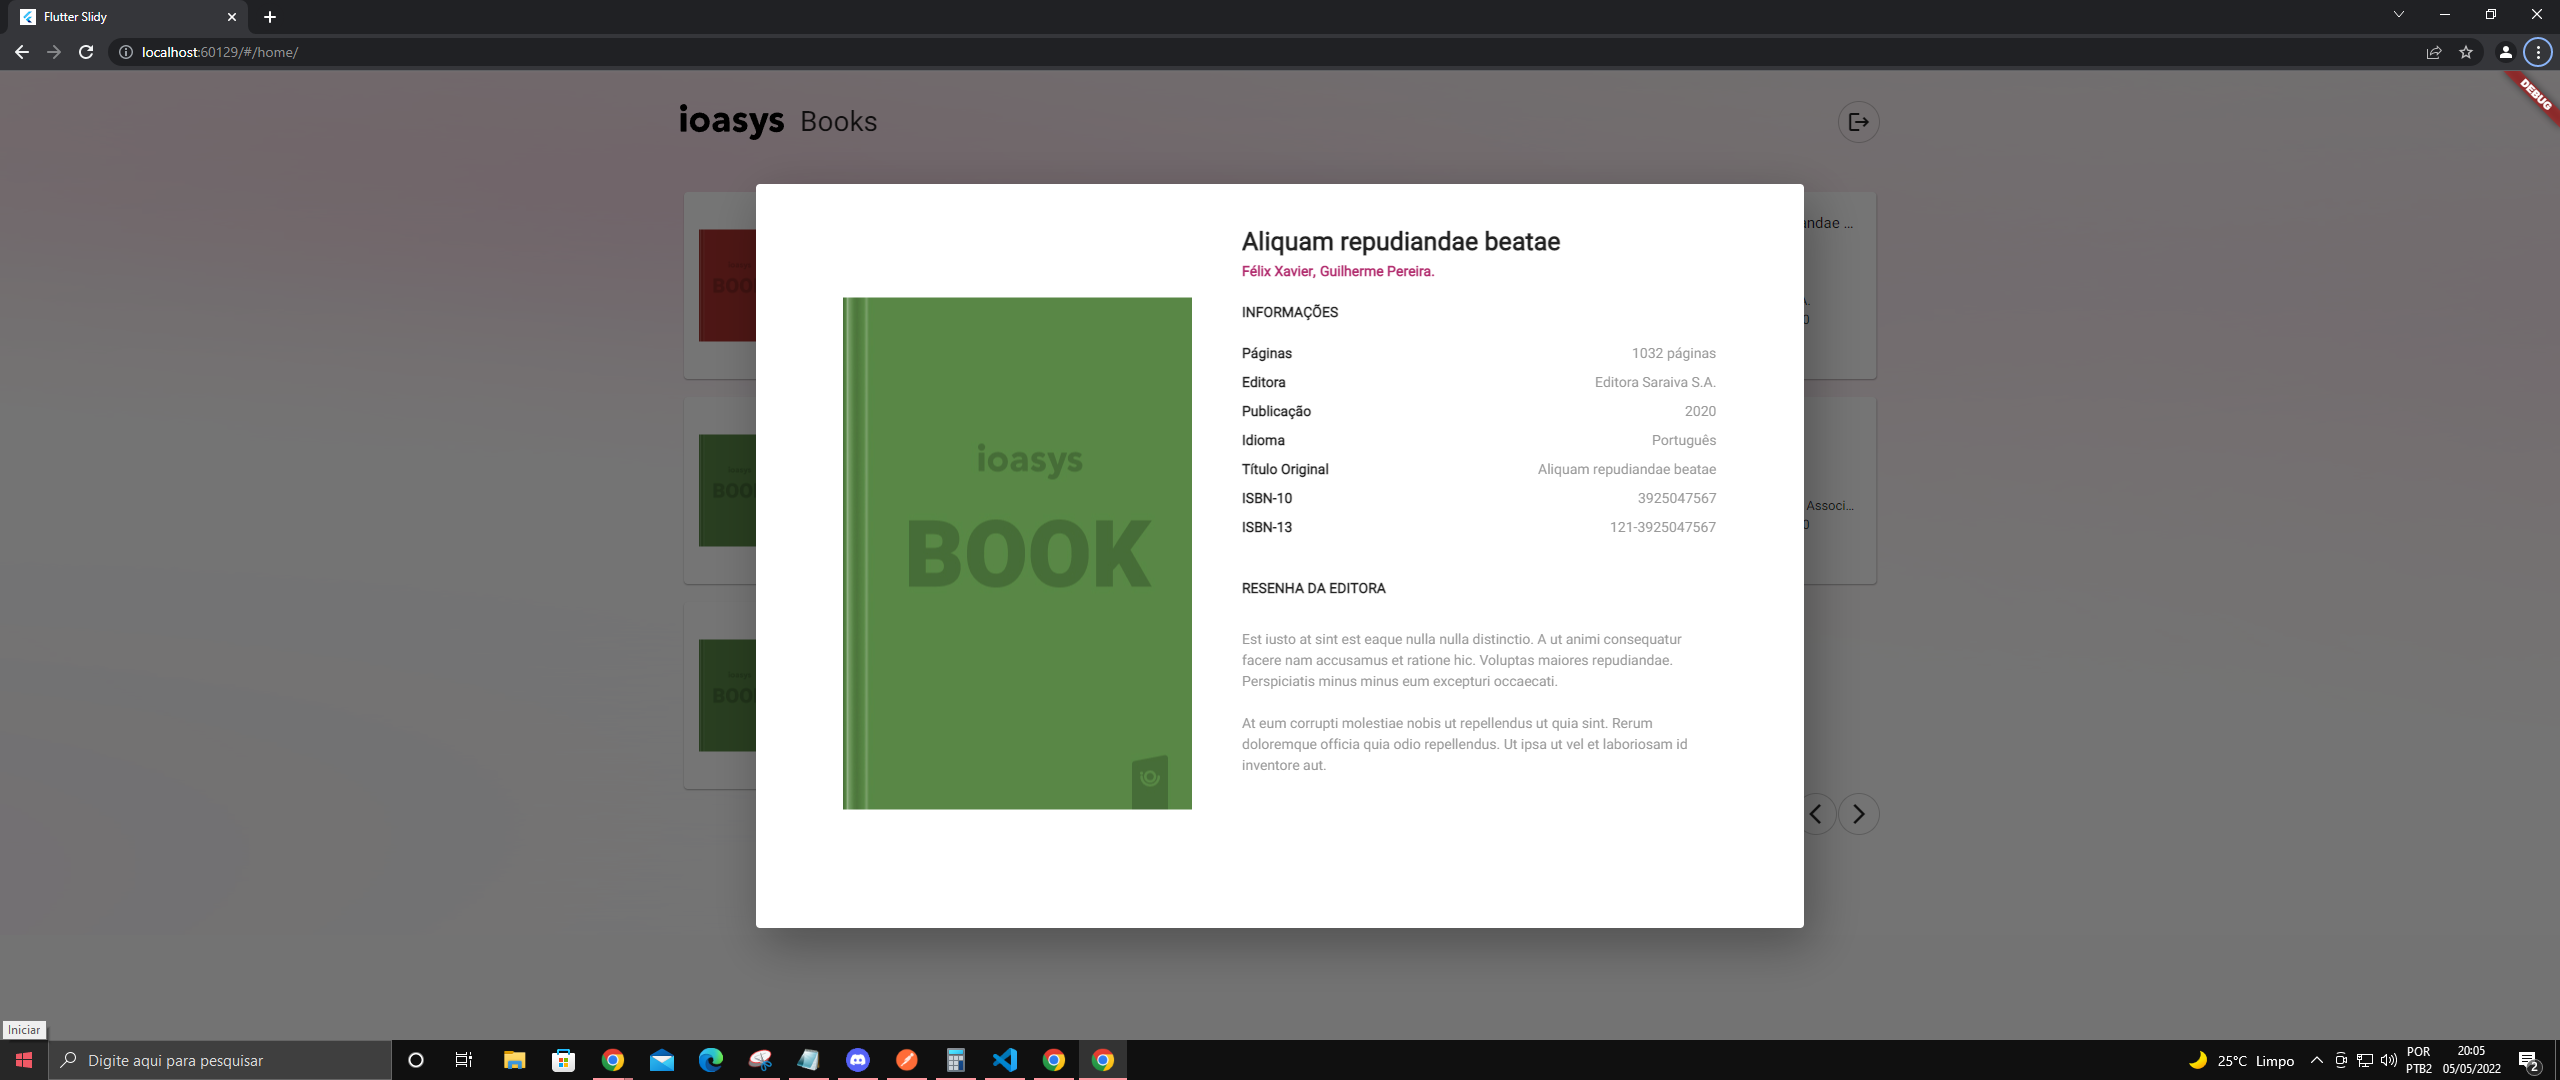 Flutter Slidy
localhost:60129/#/home/
DEBUG
ioasys Books
Aliquam repudiandae beatae
Félix Xavier, Guilherme Pereira.
INFORMAÇÕES
Páginas 1032 páginas
Editora Editora Saraiva S.A.
Publicação 2020
Idioma Português
Título Original Aliquam repudiandae beatae
ISBN-10 3925047567
ISBN-13 121-3925047567
RESENHA DA EDITORA
Est iusto at sint est eaque nulla nulla distinctio. A ut animi consequatur
facere nam accusamus et ratione hic. Voluptas maiores repudiandae.
Perspiciatis minus minus eum excepturi occaecati.
At eum corrupti molestiae nobis ut repellendus ut quia sint. Rerum
doloremque officia quia odio repellendus. Ut ipsa ut vel et laboriosam id
inventore aut.
ioasys
BOOK
Associ...
Iniciar
Digite aqui para pesquisar
25°C Limpo
POR
PTB2
20:05
05/05/2022
2